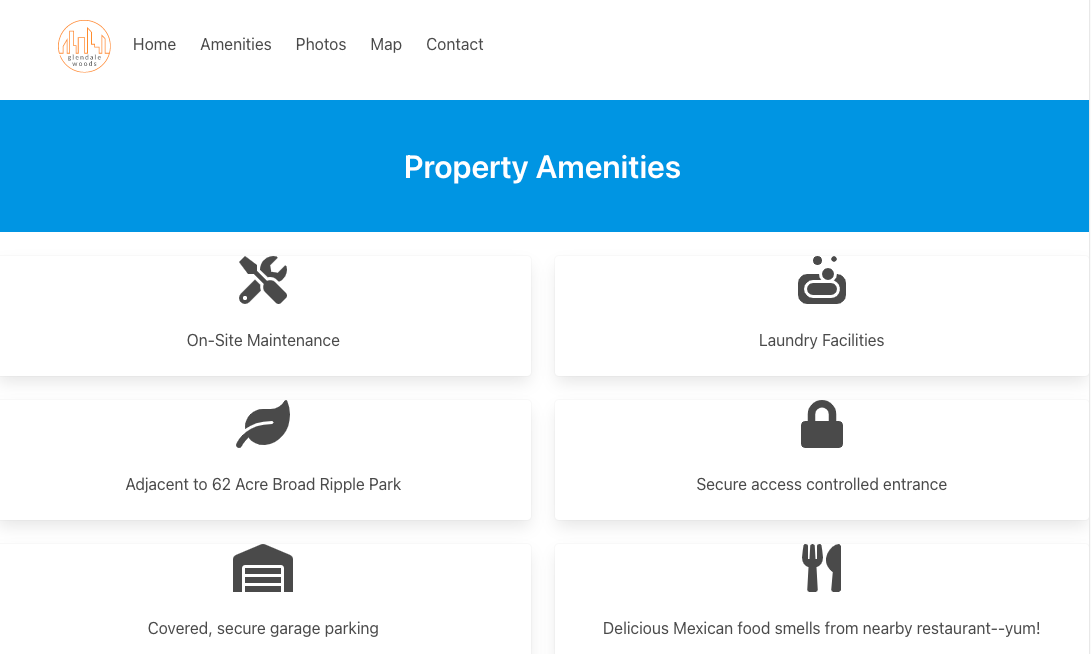 glendale
woods
Home Amenities Photos Map Contact
Property Amenities
On-Site Maintenance
Laundry Facilities
Adjacent to 62 Acre Broad Ripple Park
Secure access controlled entrance
Covered, secure garage parking
Delicious Mexican food smells from nearby restaurant--yum!